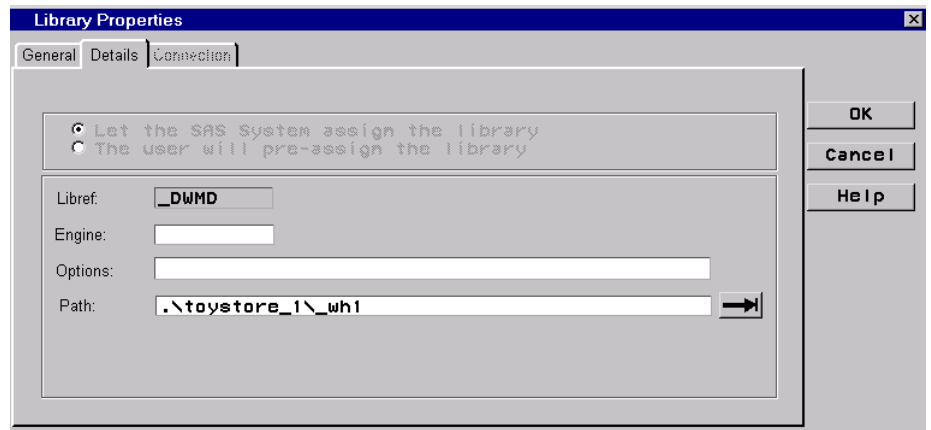 Library Properties
General Details Connection
Let the SAS System assign the library
The user will pre-assign the library
OK
Cancel
Help
Libref: _DWMD
Engine:
Options:
Path: .\toystore_1\_wh1